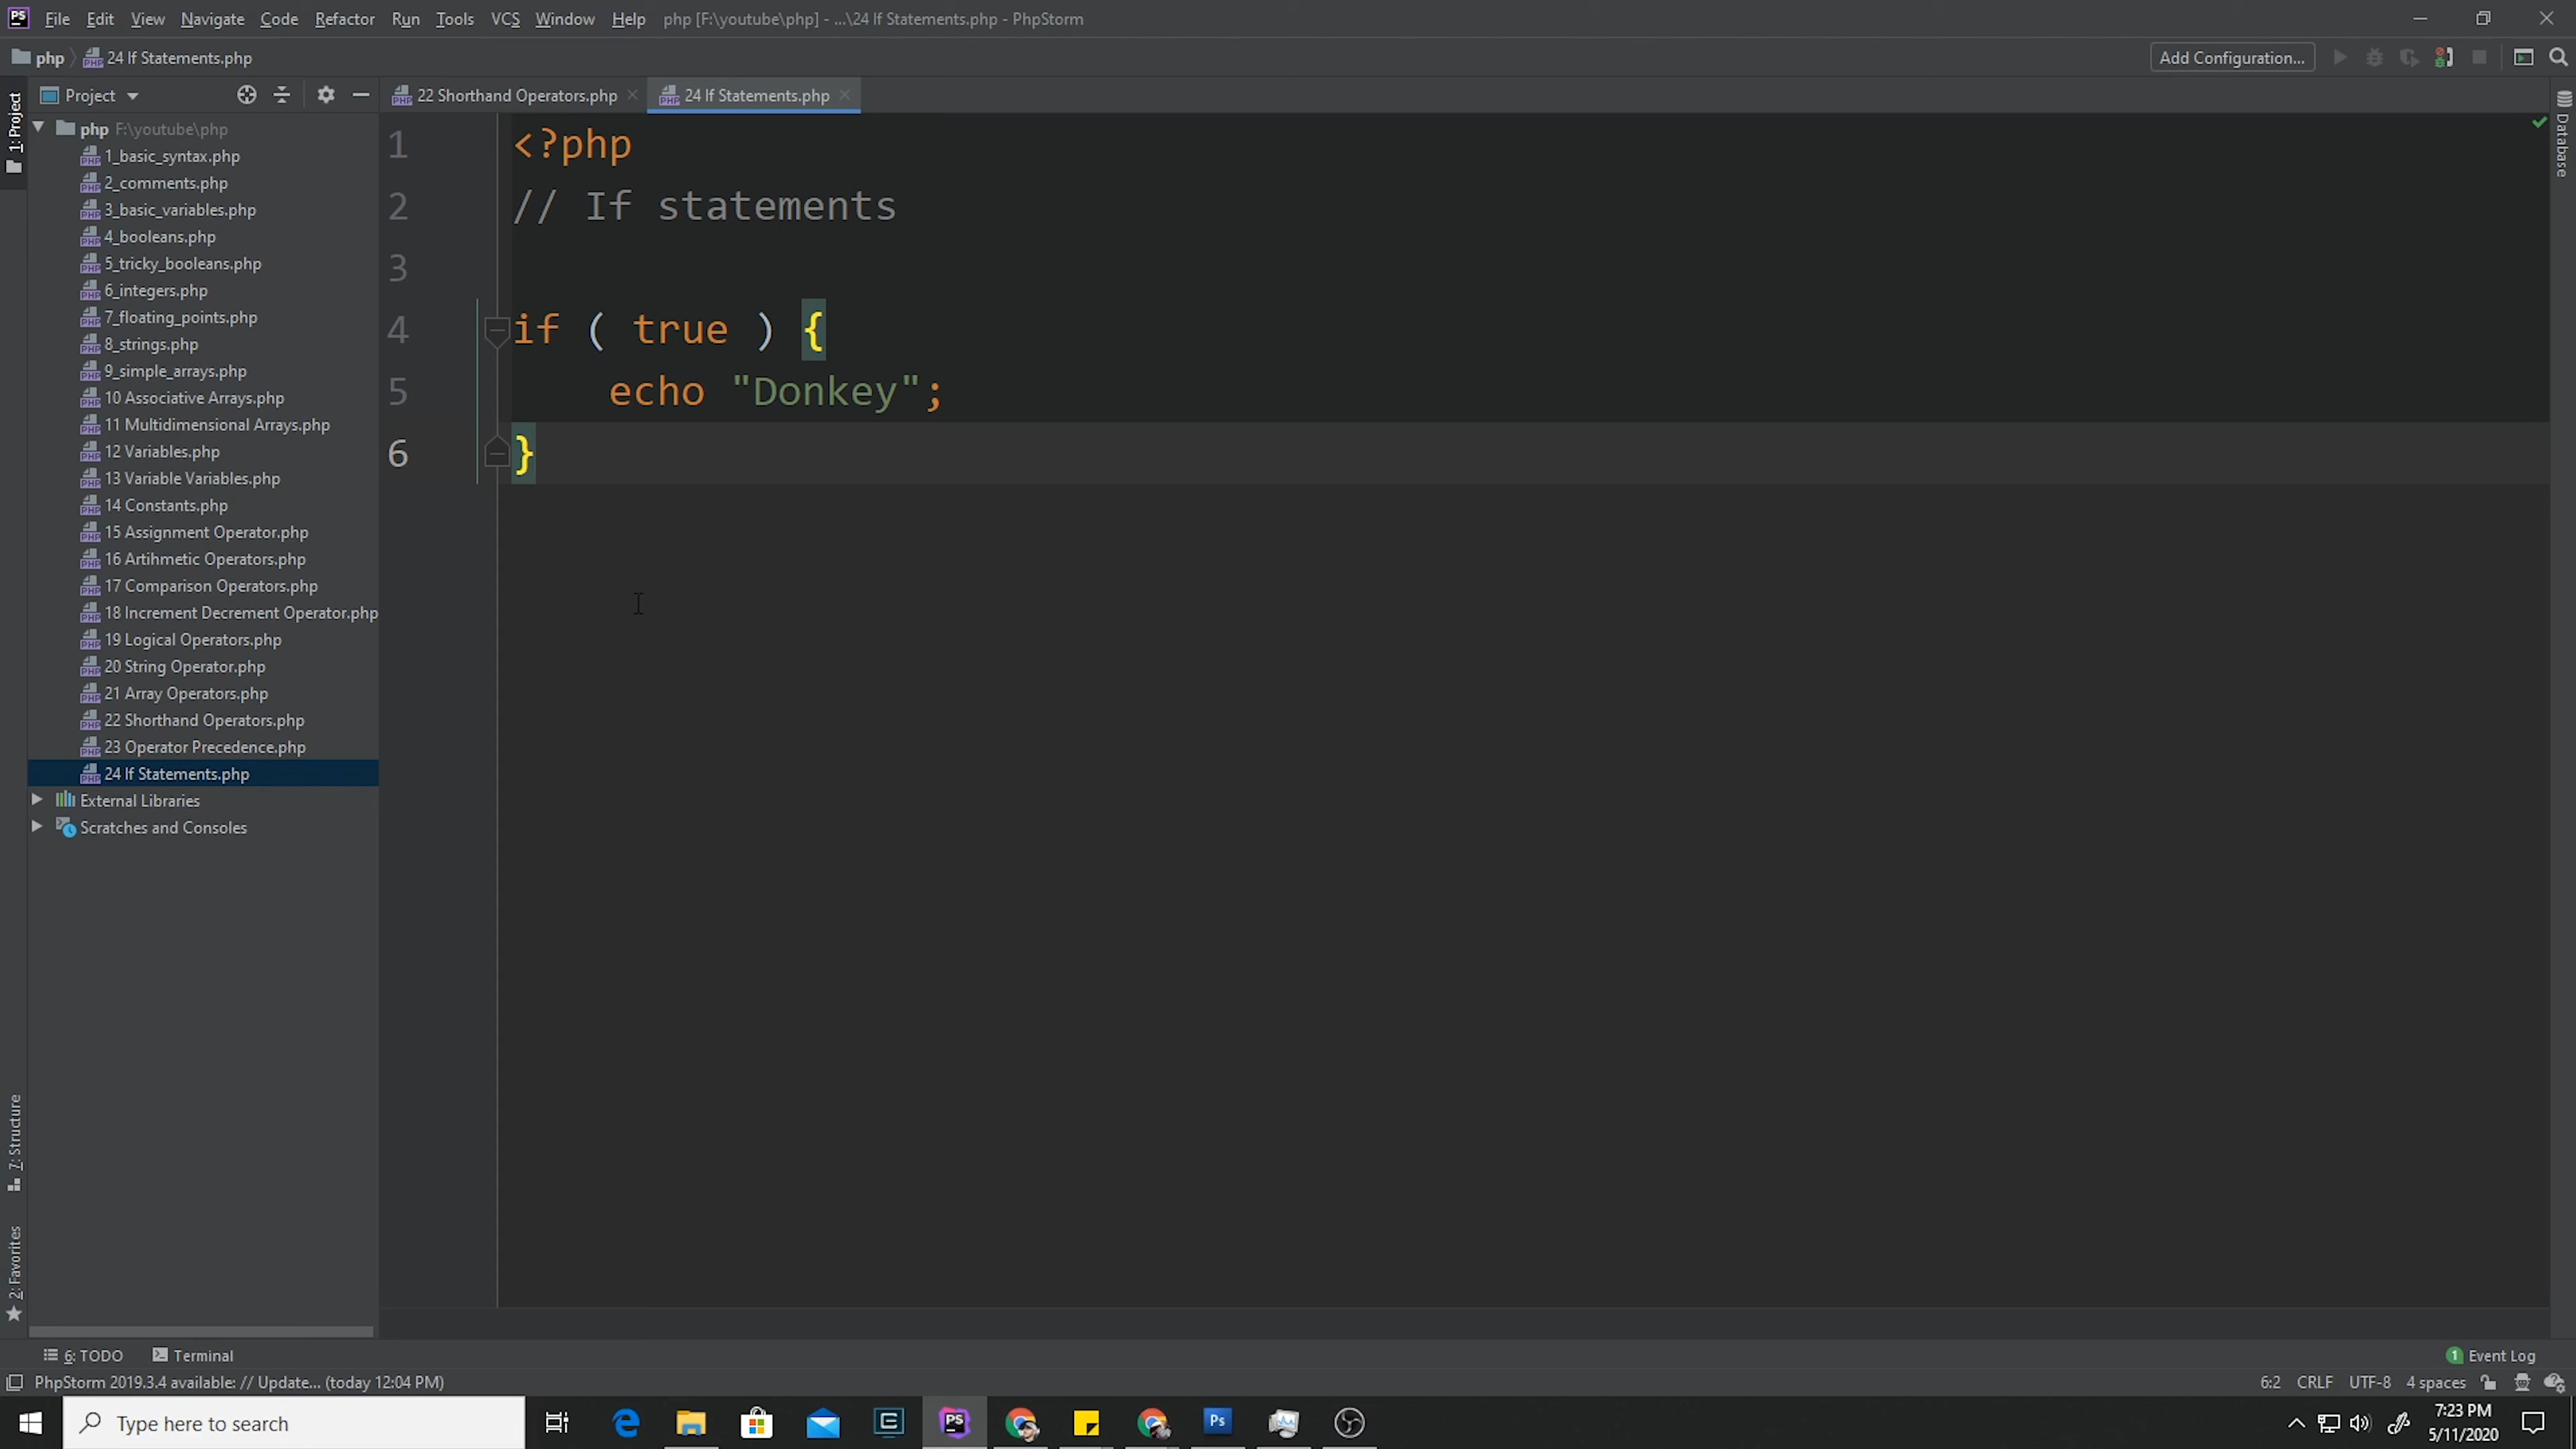 File Edit View Navigate Code Refactor Run Tools VCS Window Help php [F:\youtube\php] - ...\24 If Statements.php - PhpStorm
php 24 If Statements.php Add Configuration...
Project
22 Shorthand Operators.php 24 If Statements.php
1: Project
php F:\youtube\php
1_basic_syntax.php
2_comments.php
3_basic_variables.php
4_booleans.php
5_tricky_booleans.php
6_integers.php
7_floating_points.php
8_strings.php
9_simple_arrays.php
10 Associative Arrays.php
11 Multidimensional Arrays.php
12 Variables.php
13 Variable Variables.php
14 Constants.php
15 Assignment Operator.php
16 Artihmetic Operators.php
17 Comparison Operators.php
18 Increment Decrement Operator.php
19 Logical Operators.php
20 String Operator.php
21 Array Operators.php
22 Shorthand Operators.php
23 Operator Precedence.php
24 If Statements.php
External Libraries
Scratches and Consoles
7: Structure
2: Favorites
1 <?php
2 // If statements
3
4 if ( true ) {
5 echo "Donkey";
6 }
Database
6: TODO Terminal
1 Event Log
PhpStorm 2019.3.4 available: // Update... (today 12:04 PM)
6:2 CRLF UTF-8 4 spaces
Type here to search
7:23 PM
5/11/2020